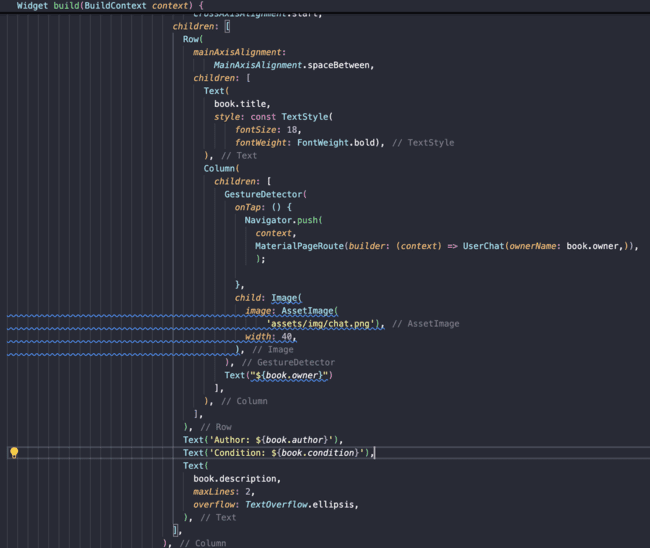 Widget build(BuildContext context) {
CrossAxisAlignment.start,
children: [
Row(
mainAxisAlignment:
MainAxisAlignment.spaceBetween,
children: [
Text(
book.title,
style: const TextStyle(
fontSize: 18,
fontWeight: FontWeight.bold), // TextStyle
), // Text
Column(
children: [
GestureDetector(
onTap: () {
Navigator.push(
context,
MaterialPageRoute(builder: (context) => UserChat(ownerName: book.owner,)),
);
},
child: Image(
image: AssetImage(
'assets/img/chat.png'), // AssetImage
width: 40,
), // Image
), // GestureDetector
Text("${book.owner}")
],
), // Column
],
), // Row
Text('Author: ${book.author}'),
Text('Condition: ${book.condition}'),
Text(
book.description,
maxLines: 2,
overflow: TextOverflow.ellipsis,
), // Text
],
), // Column